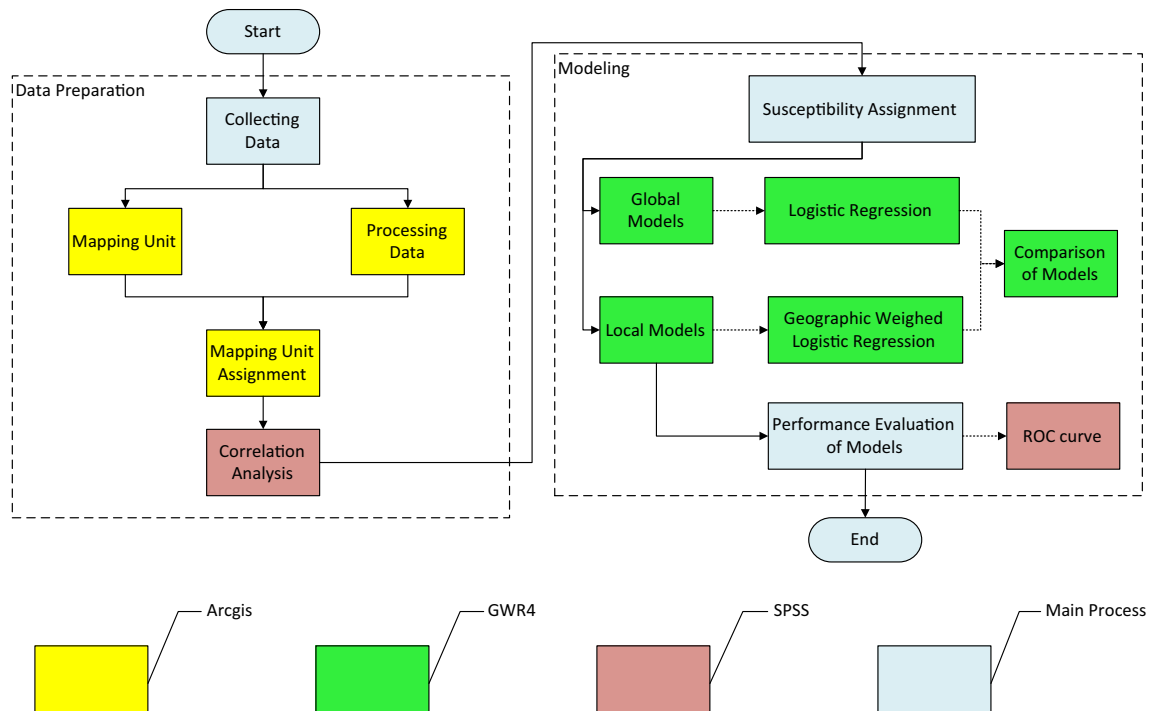 Start
Data Preparation
Collecting
Data
Mapping Unit
Processing
Data
Mapping Unit
Assignment
Correlation
Analysis
Modeling
Susceptibility Assignment
Global
Models
Logistic Regression
Comparison
of Models
Local Models
Geographic Weighed
Logistic Regression
Performance Evaluation
of Models
ROC curve
End
Arcgis
GWR4
SPSS
Main Process